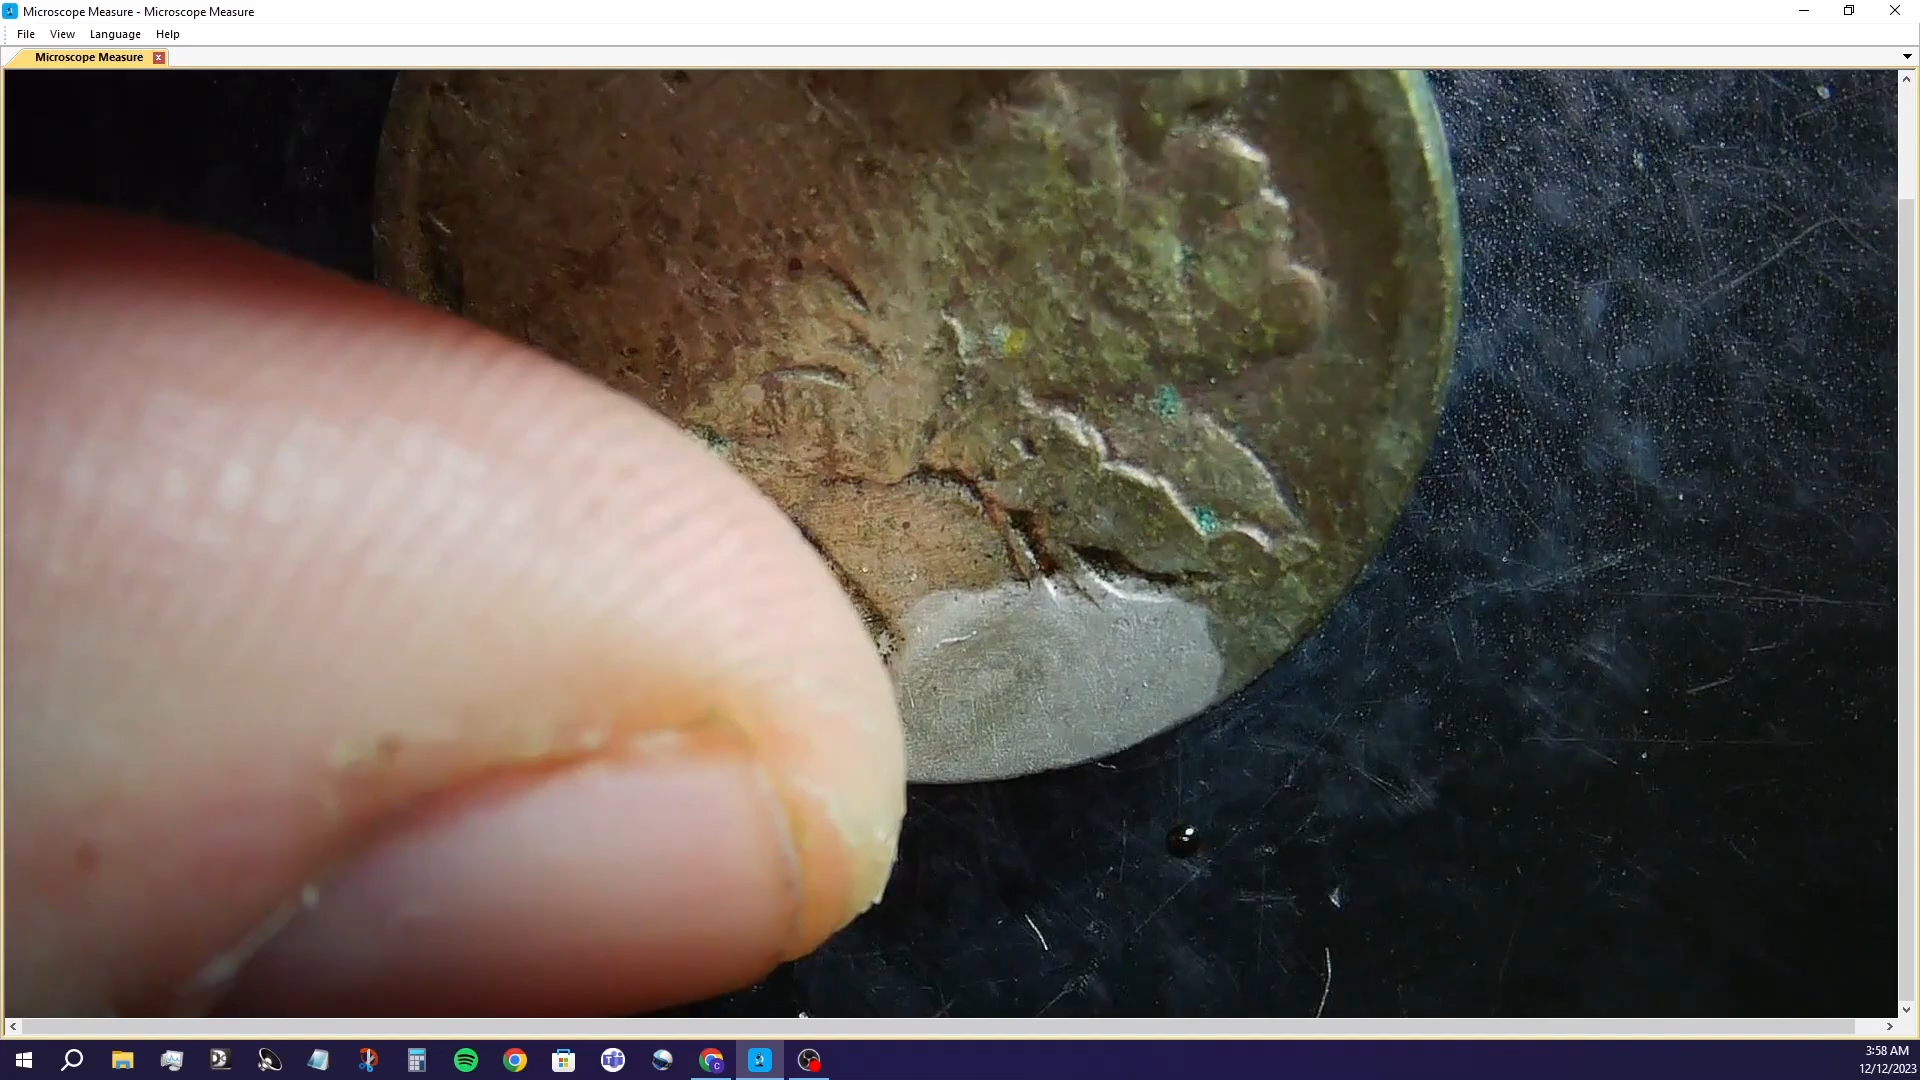 Microscope Measure - Microscope Measure
File View Language Help
Microscope Measure
3:58 AM
12/12/2023